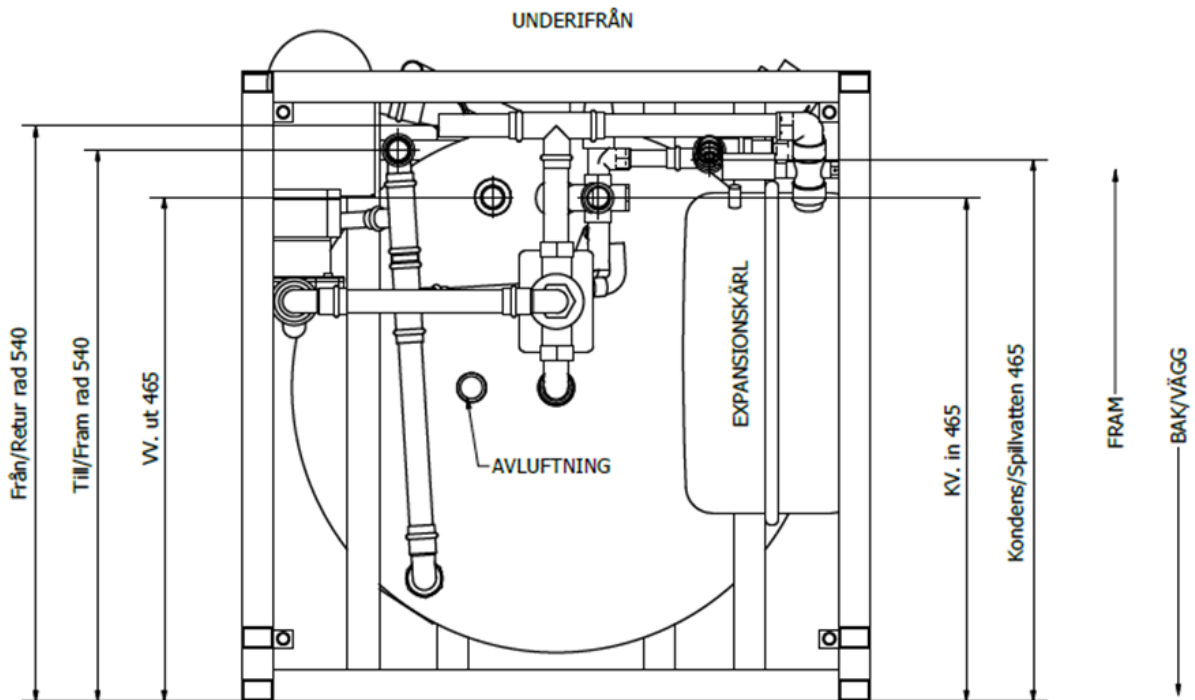 UNDERIFRÅN
Från/Retur rad 540
Till/Fram rad 540
VV. ut 465
EXPANSIONSKÄRL
AVLUFTNING
KV. in 465
Kondens/Spillvatten 465
FRAM
BAK/VÄGG